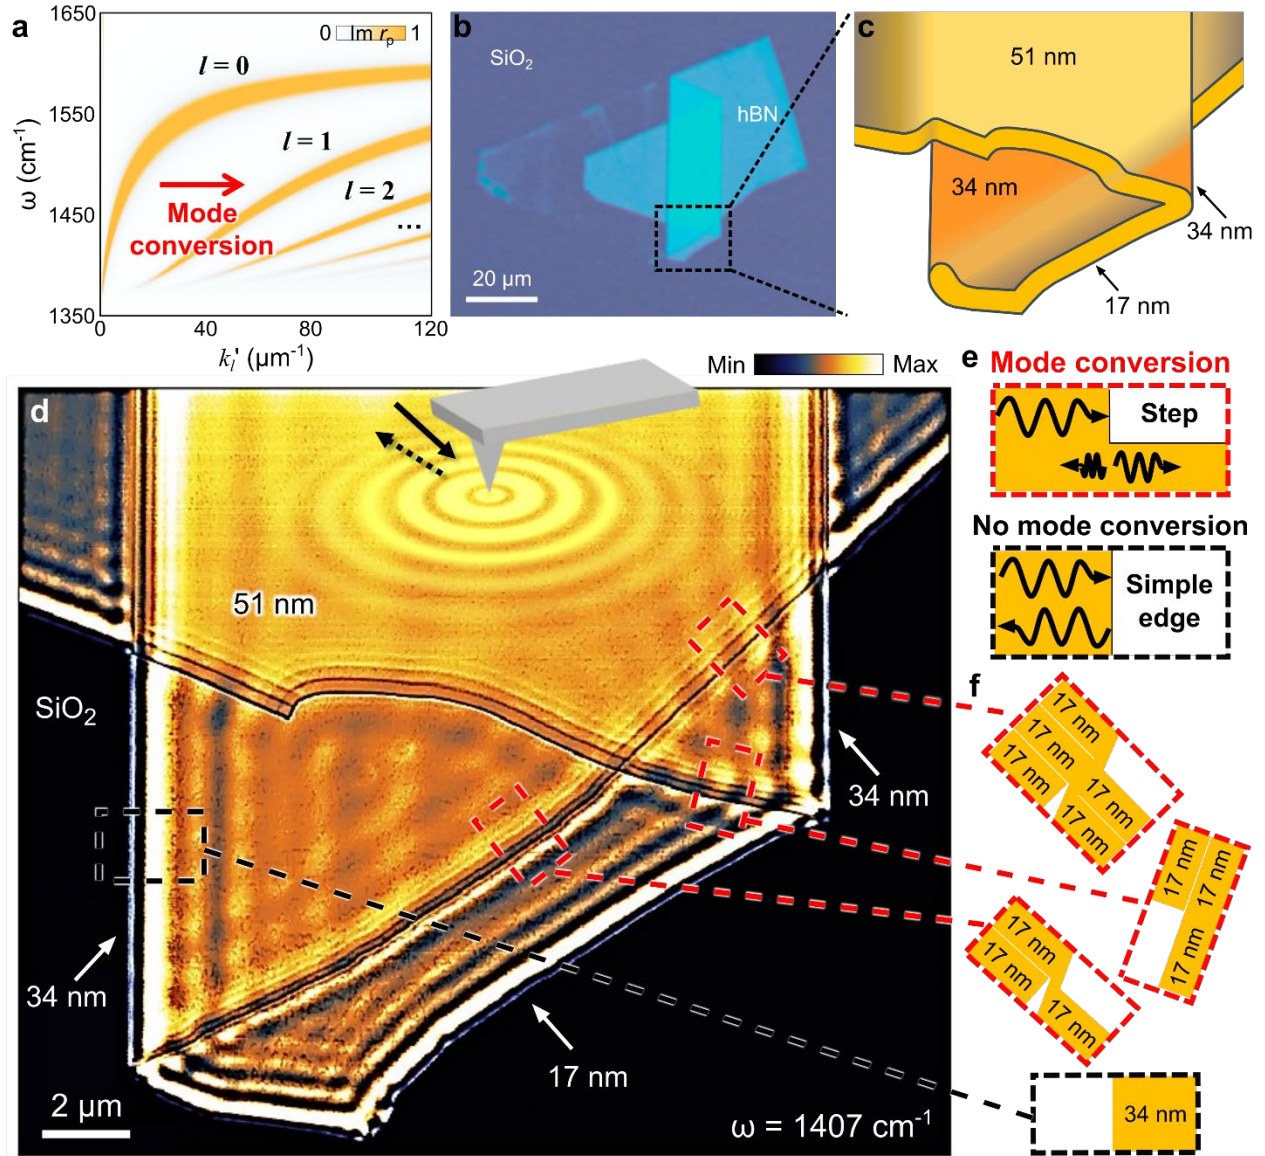 a
1650
1550
1450
1350
ω (cm⁻¹)
0 Im rₚ 1
l = 0
l = 1
l = 2
...
Mode
conversion
0 40 80 120
kₗ' (µm⁻¹)
b
SiO₂
hBN
20 µm
c
51 nm
34 nm
34 nm
17 nm
Min Max
d
51 nm
SiO₂
34 nm
34 nm
17 nm
2 µm
ω = 1407 cm⁻¹
e
Mode conversion
Step
No mode conversion
Simple
edge
f
17 nm
17 nm
17 nm
17 nm
17 nm
17 nm
17 nm
17 nm
17 nm
17 nm
17 nm
34 nm